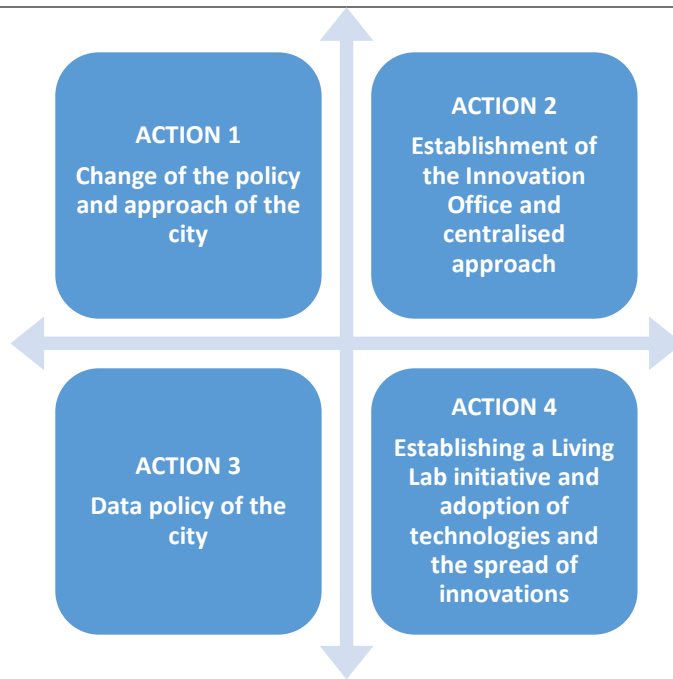 ACTION 1
Change of the policy
and approach of the
city
ACTION 2
Establishment of
the Innovation
Office and
centralised
approach
ACTION 3
Data policy of the
city
ACTION 4
Establishing a Living
Lab initiative and
adoption of
technologies and
the spread of
innovations